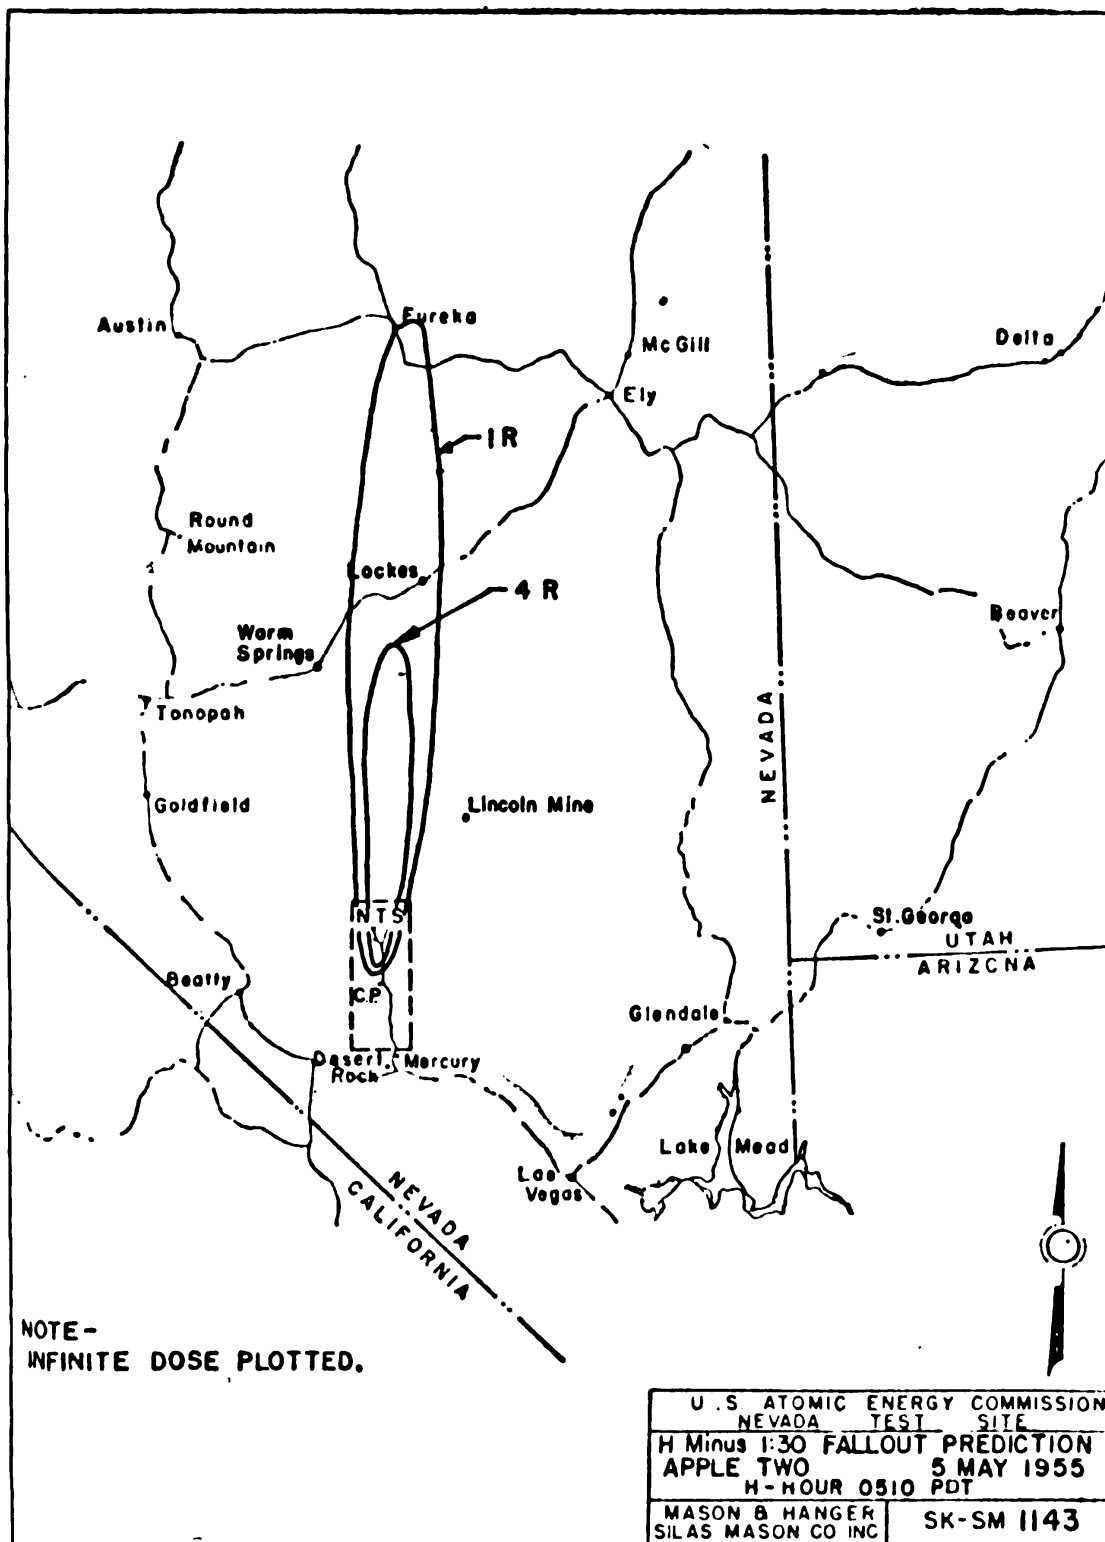 Austin
Eureka
Mc Gill
Delta
Ely
1R
Round
Mountain
Lockes
4 R
Warm
Springs
Beaver
Tonopah
NEVADA
Goldfield
Lincoln Mine
N T S
St. George
UTAH
ARIZONA
Beatty
C.P.
Glendale
Desert
Rock
Mercury
Lake Mead
Las
Vegas
NEVADA
CALIFORNIA
NOTE-
INFINITE DOSE PLOTTED.
U.S. ATOMIC ENERGY COMMISSION
NEVADA TEST SITE
H Minus 1:30 FALLOUT PREDICTION
APPLE TWO 5 MAY 1955
H-HOUR 0510 PDT
MASON & HANGER
SILAS MASON CO INC
SK-SM 1143